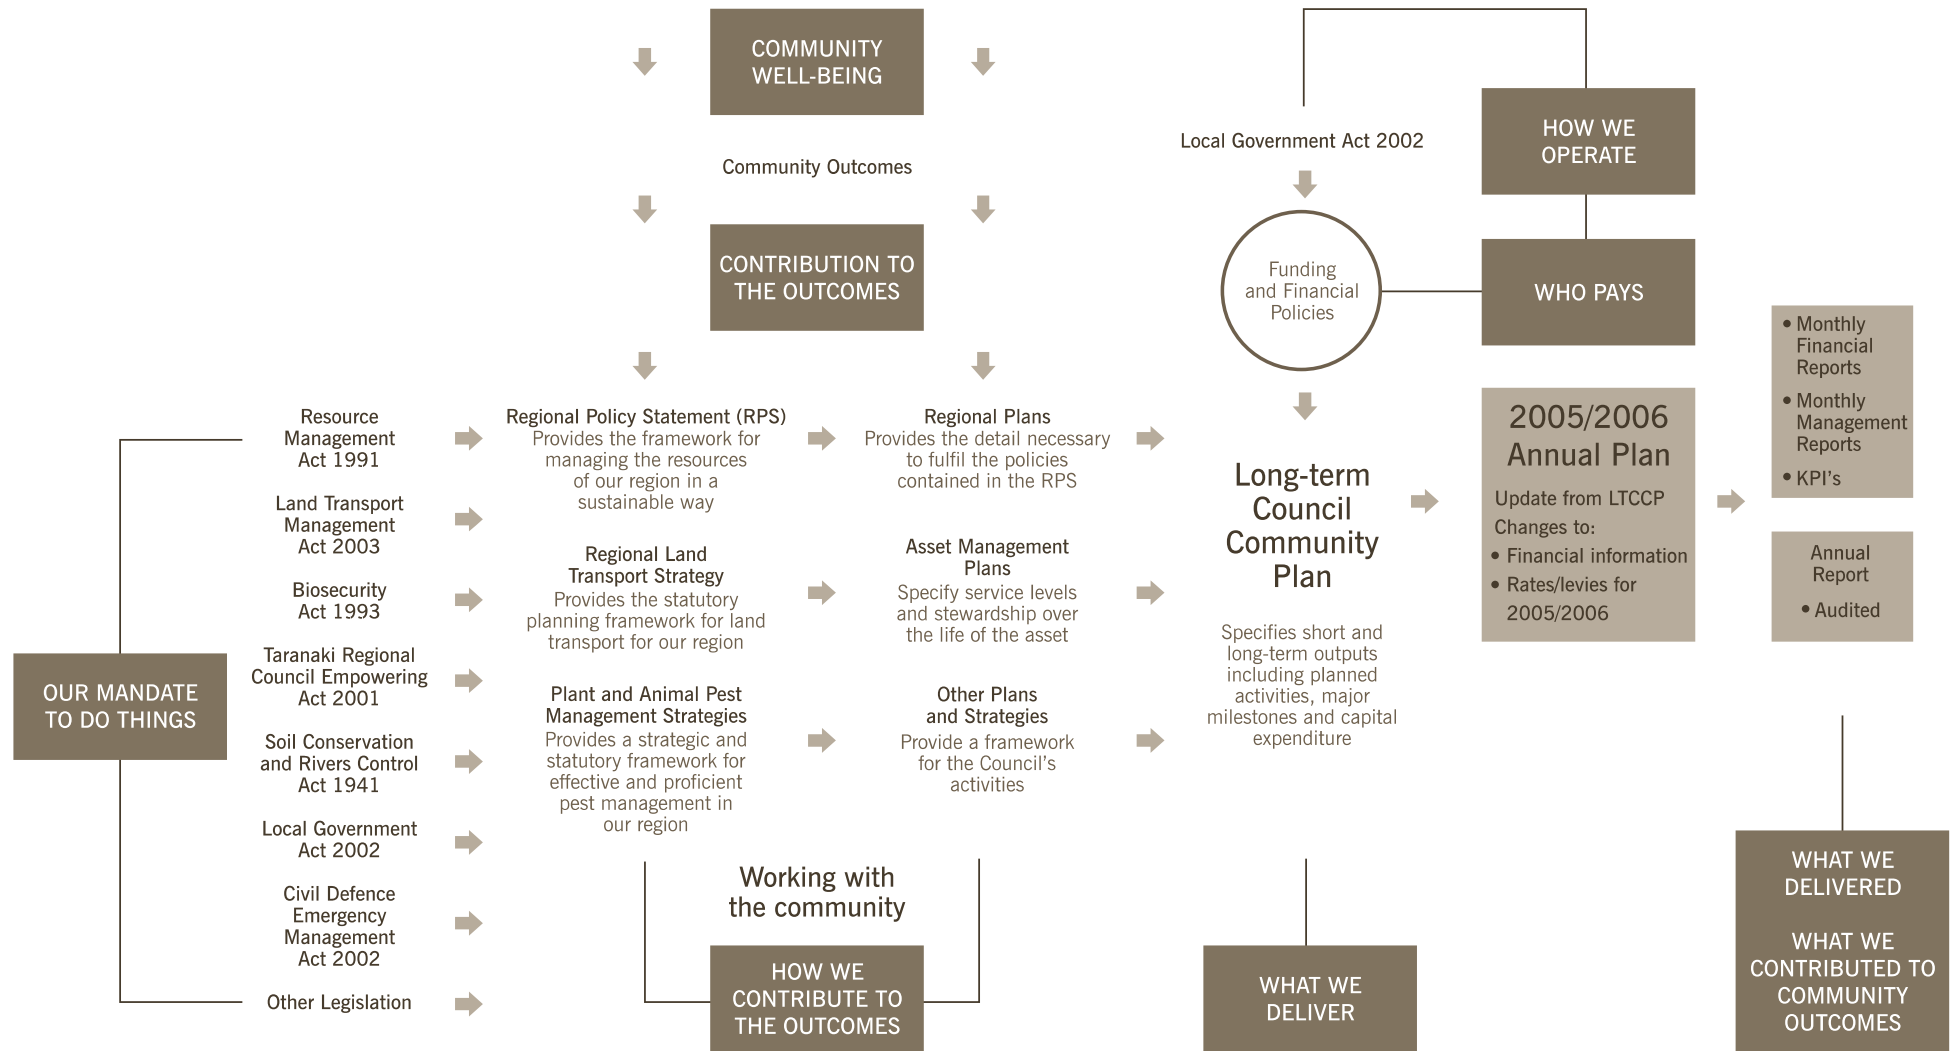 COMMUNITY
WELL-BEING
Community Outcomes
CONTRIBUTION TO
THE OUTCOMES
Local Government Act 2002
HOW WE
OPERATE
Funding
and Financial
Policies
WHO PAYS
OUR MANDATE
TO DO THINGS
Resource
Management
Act 1991
Land Transport
Management
Act 2003
Biosecurity
Act 1993
Taranaki Regional
Council Empowering
Act 2001
Soil Conservation
and Rivers Control
Act 1941
Local Government
Act 2002
Civil Defence
Emergency
Management
Act 2002
Other Legislation
Regional Policy Statement (RPS)
Provides the framework for
managing the resources
of our region in a
sustainable way
Regional Land
Transport Strategy
Provides the statutory
planning framework for land
transport for our region
Plant and Animal Pest
Management Strategies
Provides a strategic and
statutory framework for
effective and proficient
pest management in
our region
Regional Plans
Provides the detail necessary
to fulfil the policies
contained in the RPS
Asset Management
Plans
Specify service levels
and stewardship over
the life of the asset
Other Plans
and Strategies
Provide a framework
for the Council's
activities
Working with
the community
HOW WE
CONTRIBUTE TO
THE OUTCOMES
Long-term
Council
Community
Plan
Specifies short and
long-term outputs
including planned
activities, major
milestones and capital
expenditure
WHAT WE
DELIVER
2005/2006
Annual Plan
Update from LTCCP
Changes to:
• Financial information
• Rates/levies for
2005/2006
• Monthly
Financial
Reports
• Monthly
Management
Reports
• KPI's
Annual
Report
• Audited
WHAT WE
DELIVERED
WHAT WE
CONTRIBUTED TO
COMMUNITY
OUTCOMES